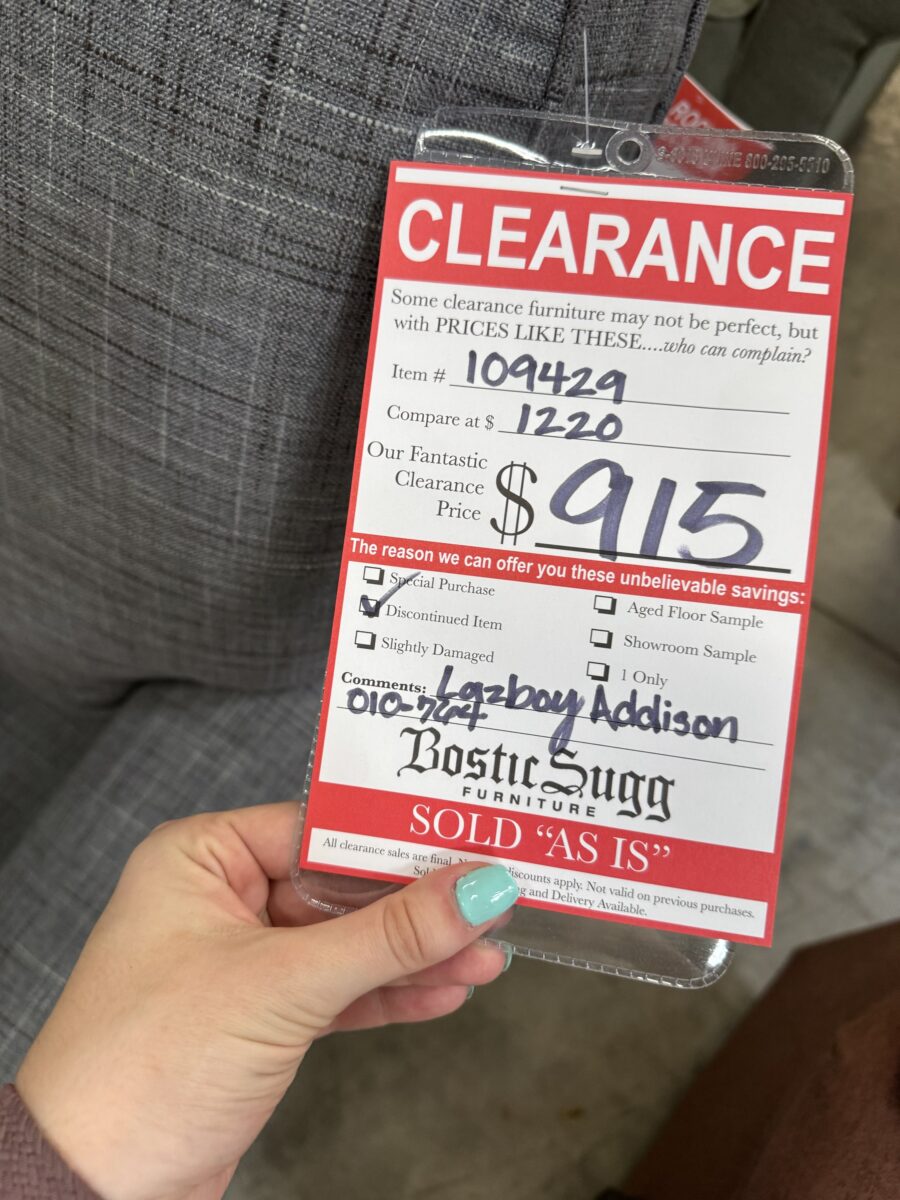 CLEARANCE
Some clearance furniture may not be perfect, but
with PRICES LIKE THESE....who can complain?
Item # 109429
Compare at $ 1220
Our Fantastic
Clearance
Price
$915
The reason we can offer you these unbelievable savings:
Special Purchase
Discontinued Item
Slightly Damaged
Aged Floor Sample
Showroom Sample
1 Only
Comments: Lazboy Addison
010-764
Bostic Sugg
FURNITURE
SOLD "AS IS"
All clearance sales are final. discounts apply. Not valid on previous purchases.
and Delivery Available.